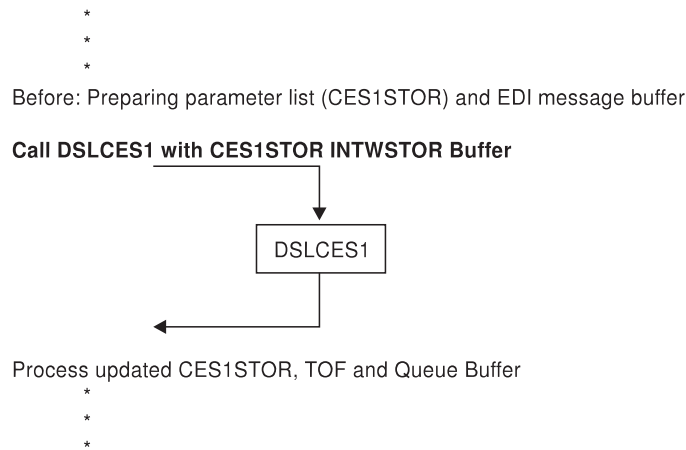 *
*
*
Before: Preparing parameter list (CES1STOR) and EDI message buffer
Call DSLCES1 with CES1STOR INTWSTOR Buffer
DSLCES1
Process updated CES1STOR, TOF and Queue Buffer
*
*
*